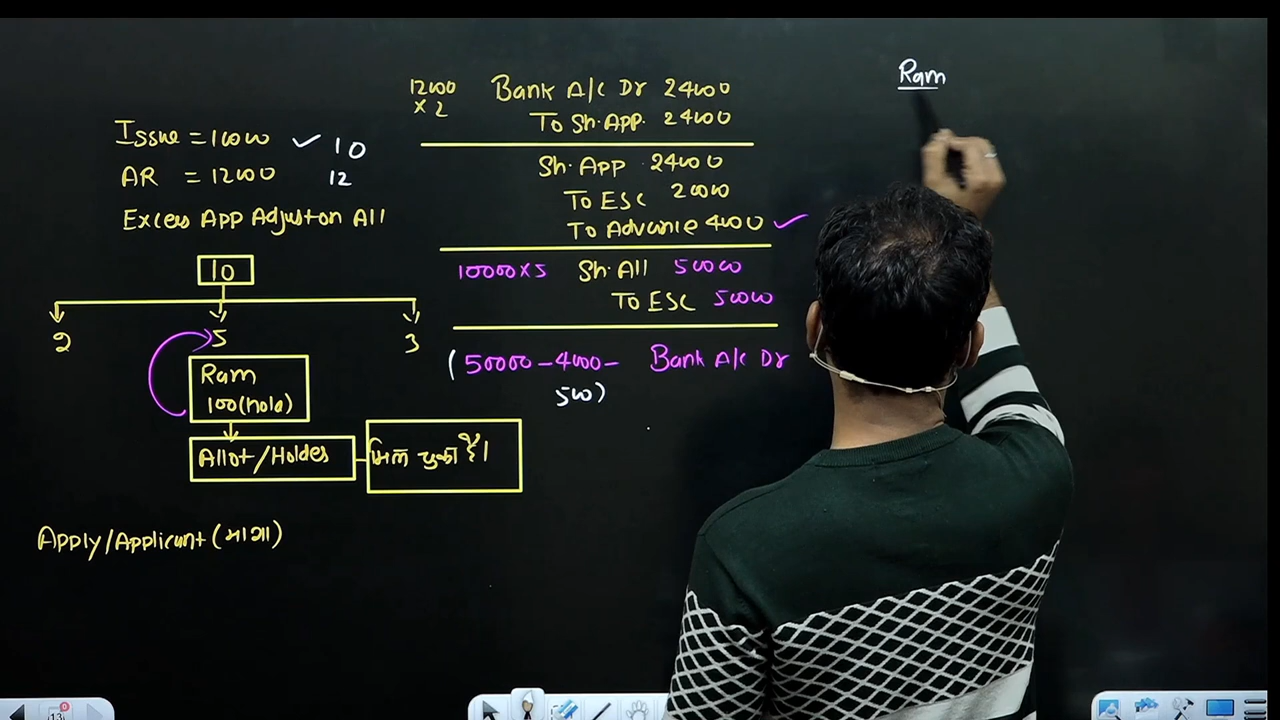 Issue = 10000 ✓ 10
AR = 12000 12
Excess App Adjust on All
10
2 5 3
Ram
100(hold)
Allot/Holdes
मिल चुका है।
Apply/Applicant (मांगा)
12000
× 2
Bank A/c Dr 24000
To Sh. App. 24000
Sh. App 24000
To ESC 20000
To Advance 4000 ✓
10000×5 Sh. All 50000
To ESC 50000
(50000 – 4000 –
500)
Bank A/c Dr
Ram
13